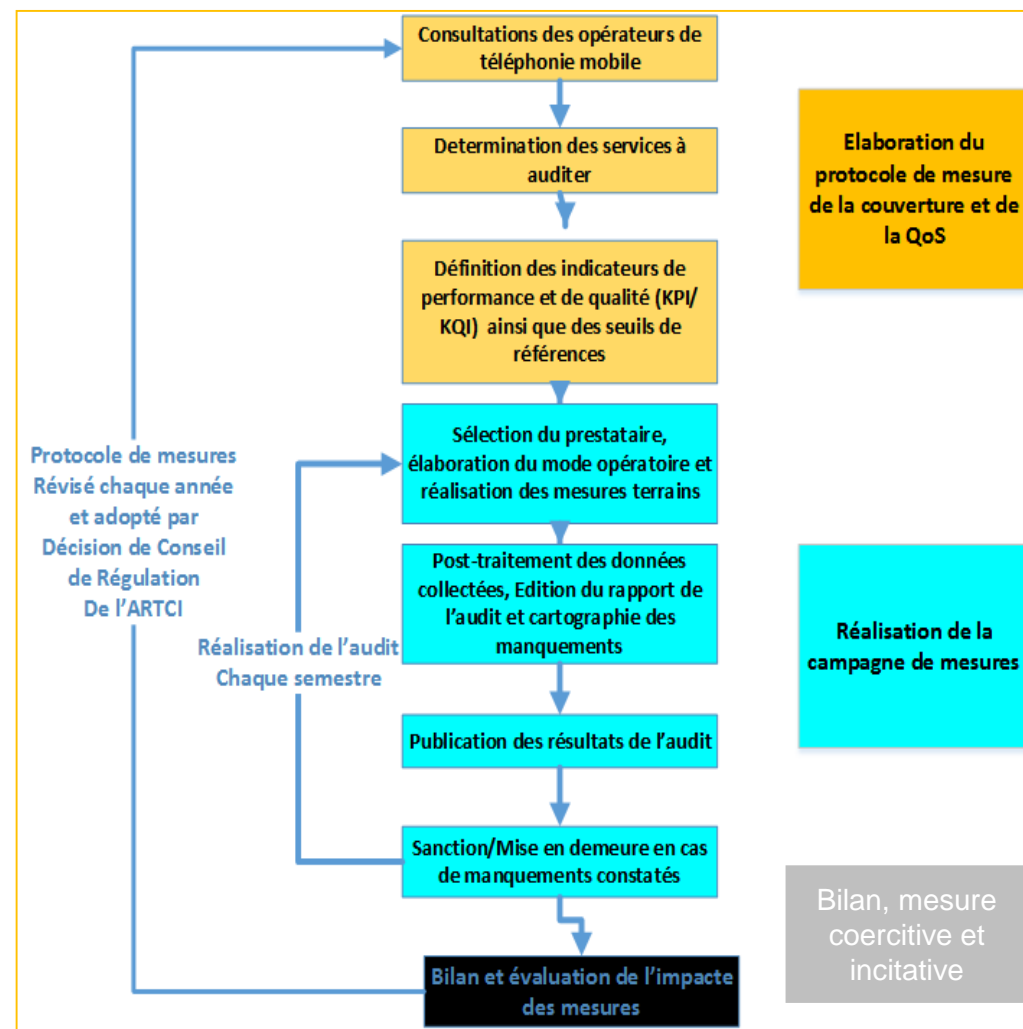 Consultations des opérateurs de
téléphonie mobile
Determination des services à
auditer
Définition des indicateurs de
performance et de qualité (KPI/
KQI) ainsi que des seuils de
références
Sélection du prestataire,
élaboration du mode opératoire et
réalisation des mesures terrains
Post-traitement des données
collectées, Edition du rapport de
l'audit et cartographie des
manquements
Publication des résultats de l'audit
Sanction/Mise en demeure en cas
de manquements constatés
Bilan et évaluation de l'impacte
des mesures
Protocole de mesures
Révisé chaque année
et adopté par
Décision de Conseil
de Régulation
De l'ARTCI
Réalisation de l'audit
Chaque semestre
Elaboration du
protocole de mesure
de la couverture et de
la QoS
Réalisation de la
campagne de mesures
Bilan, mesure
coercitive et
incitative